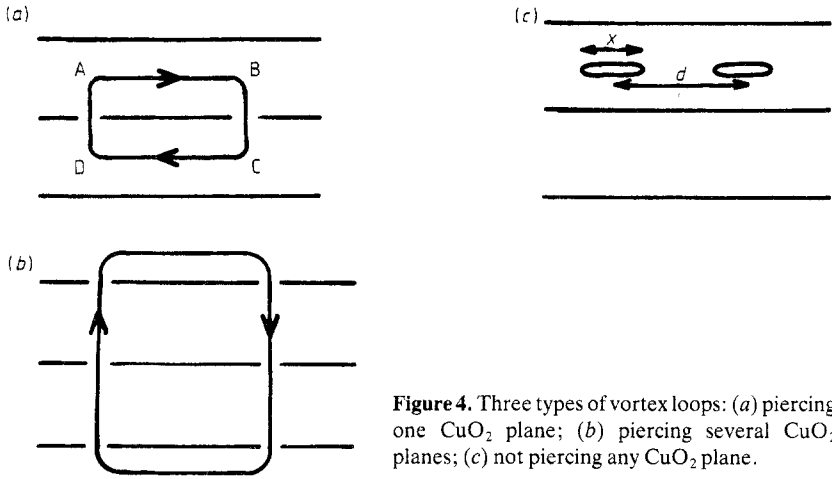 (a)
A
B
D
C
(b)
(c)
x
d
Figure 4. Three types of vortex loops: (a) piercing
one CuO₂ plane; (b) piercing several CuO₂
planes; (c) not piercing any CuO₂ plane.